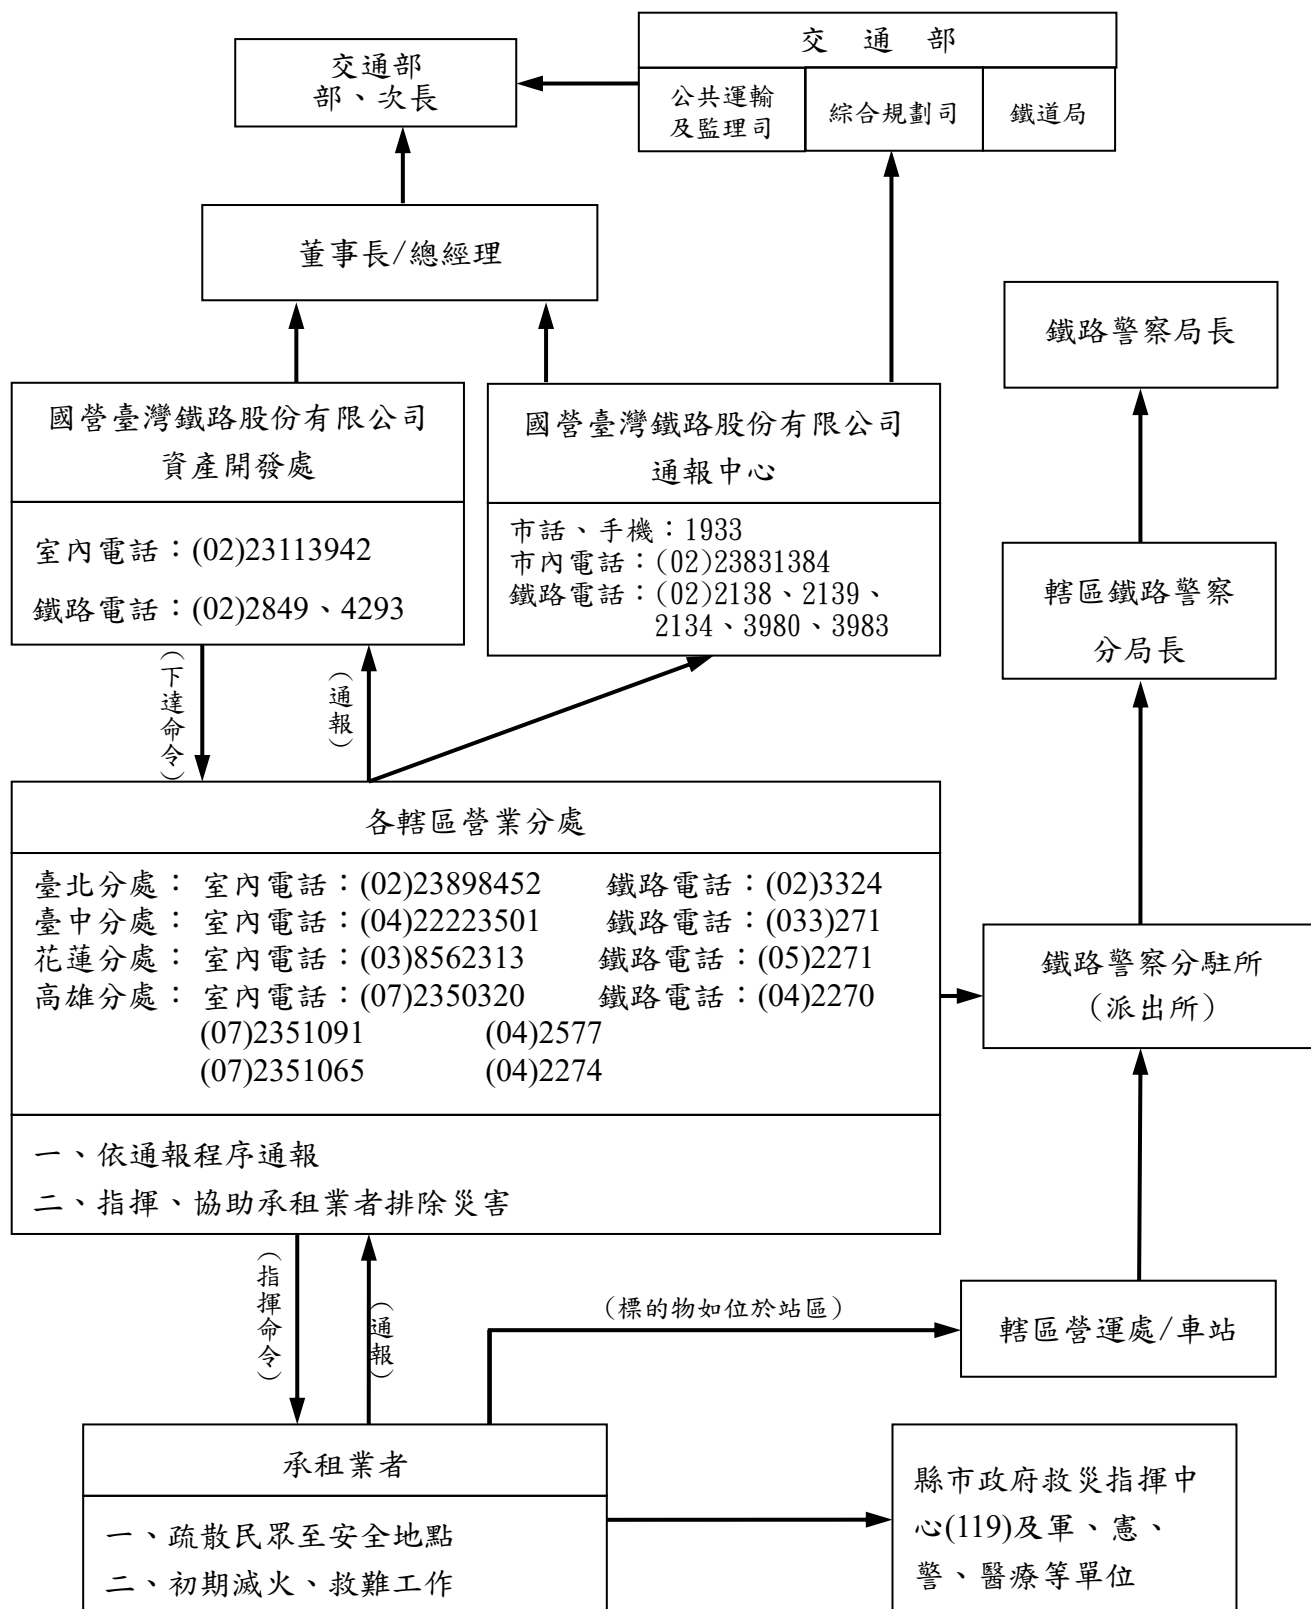 交通部
部、次長
交 通 部
公共運輸
及監理司
綜合規劃司
鐵道局
董事長/總經理
鐵路警察局長
國營臺灣鐵路股份有限公司
資產開發處
室內電話：(02)23113942
鐵路電話：(02)2849、4293
國營臺灣鐵路股份有限公司
通報中心
市話、手機：1933
市內電話：(02)23831384
鐵路電話：(02)2138、2139、
2134、3980、3983
轄區鐵路警察
分局長
（下達命令）
（通報）
各轄區營業分處
臺北分處： 室內電話：(02)23898452 鐵路電話：(02)3324
臺中分處： 室內電話：(04)22223501 鐵路電話：(033)271
花蓮分處： 室內電話：(03)8562313 鐵路電話：(05)2271
高雄分處： 室內電話：(07)2350320 鐵路電話：(04)2270
(07)2351091 (04)2577
(07)2351065 (04)2274
一、依通報程序通報
二、指揮、協助承租業者排除災害
鐵路警察分駐所
（派出所）
（指揮命令）
（通報）
（標的物如位於站區）
轄區營運處/車站
承租業者
一、疏散民眾至安全地點
二、初期滅火、救難工作
縣市政府救災指揮中
心(119)及軍、憲、
警、醫療等單位